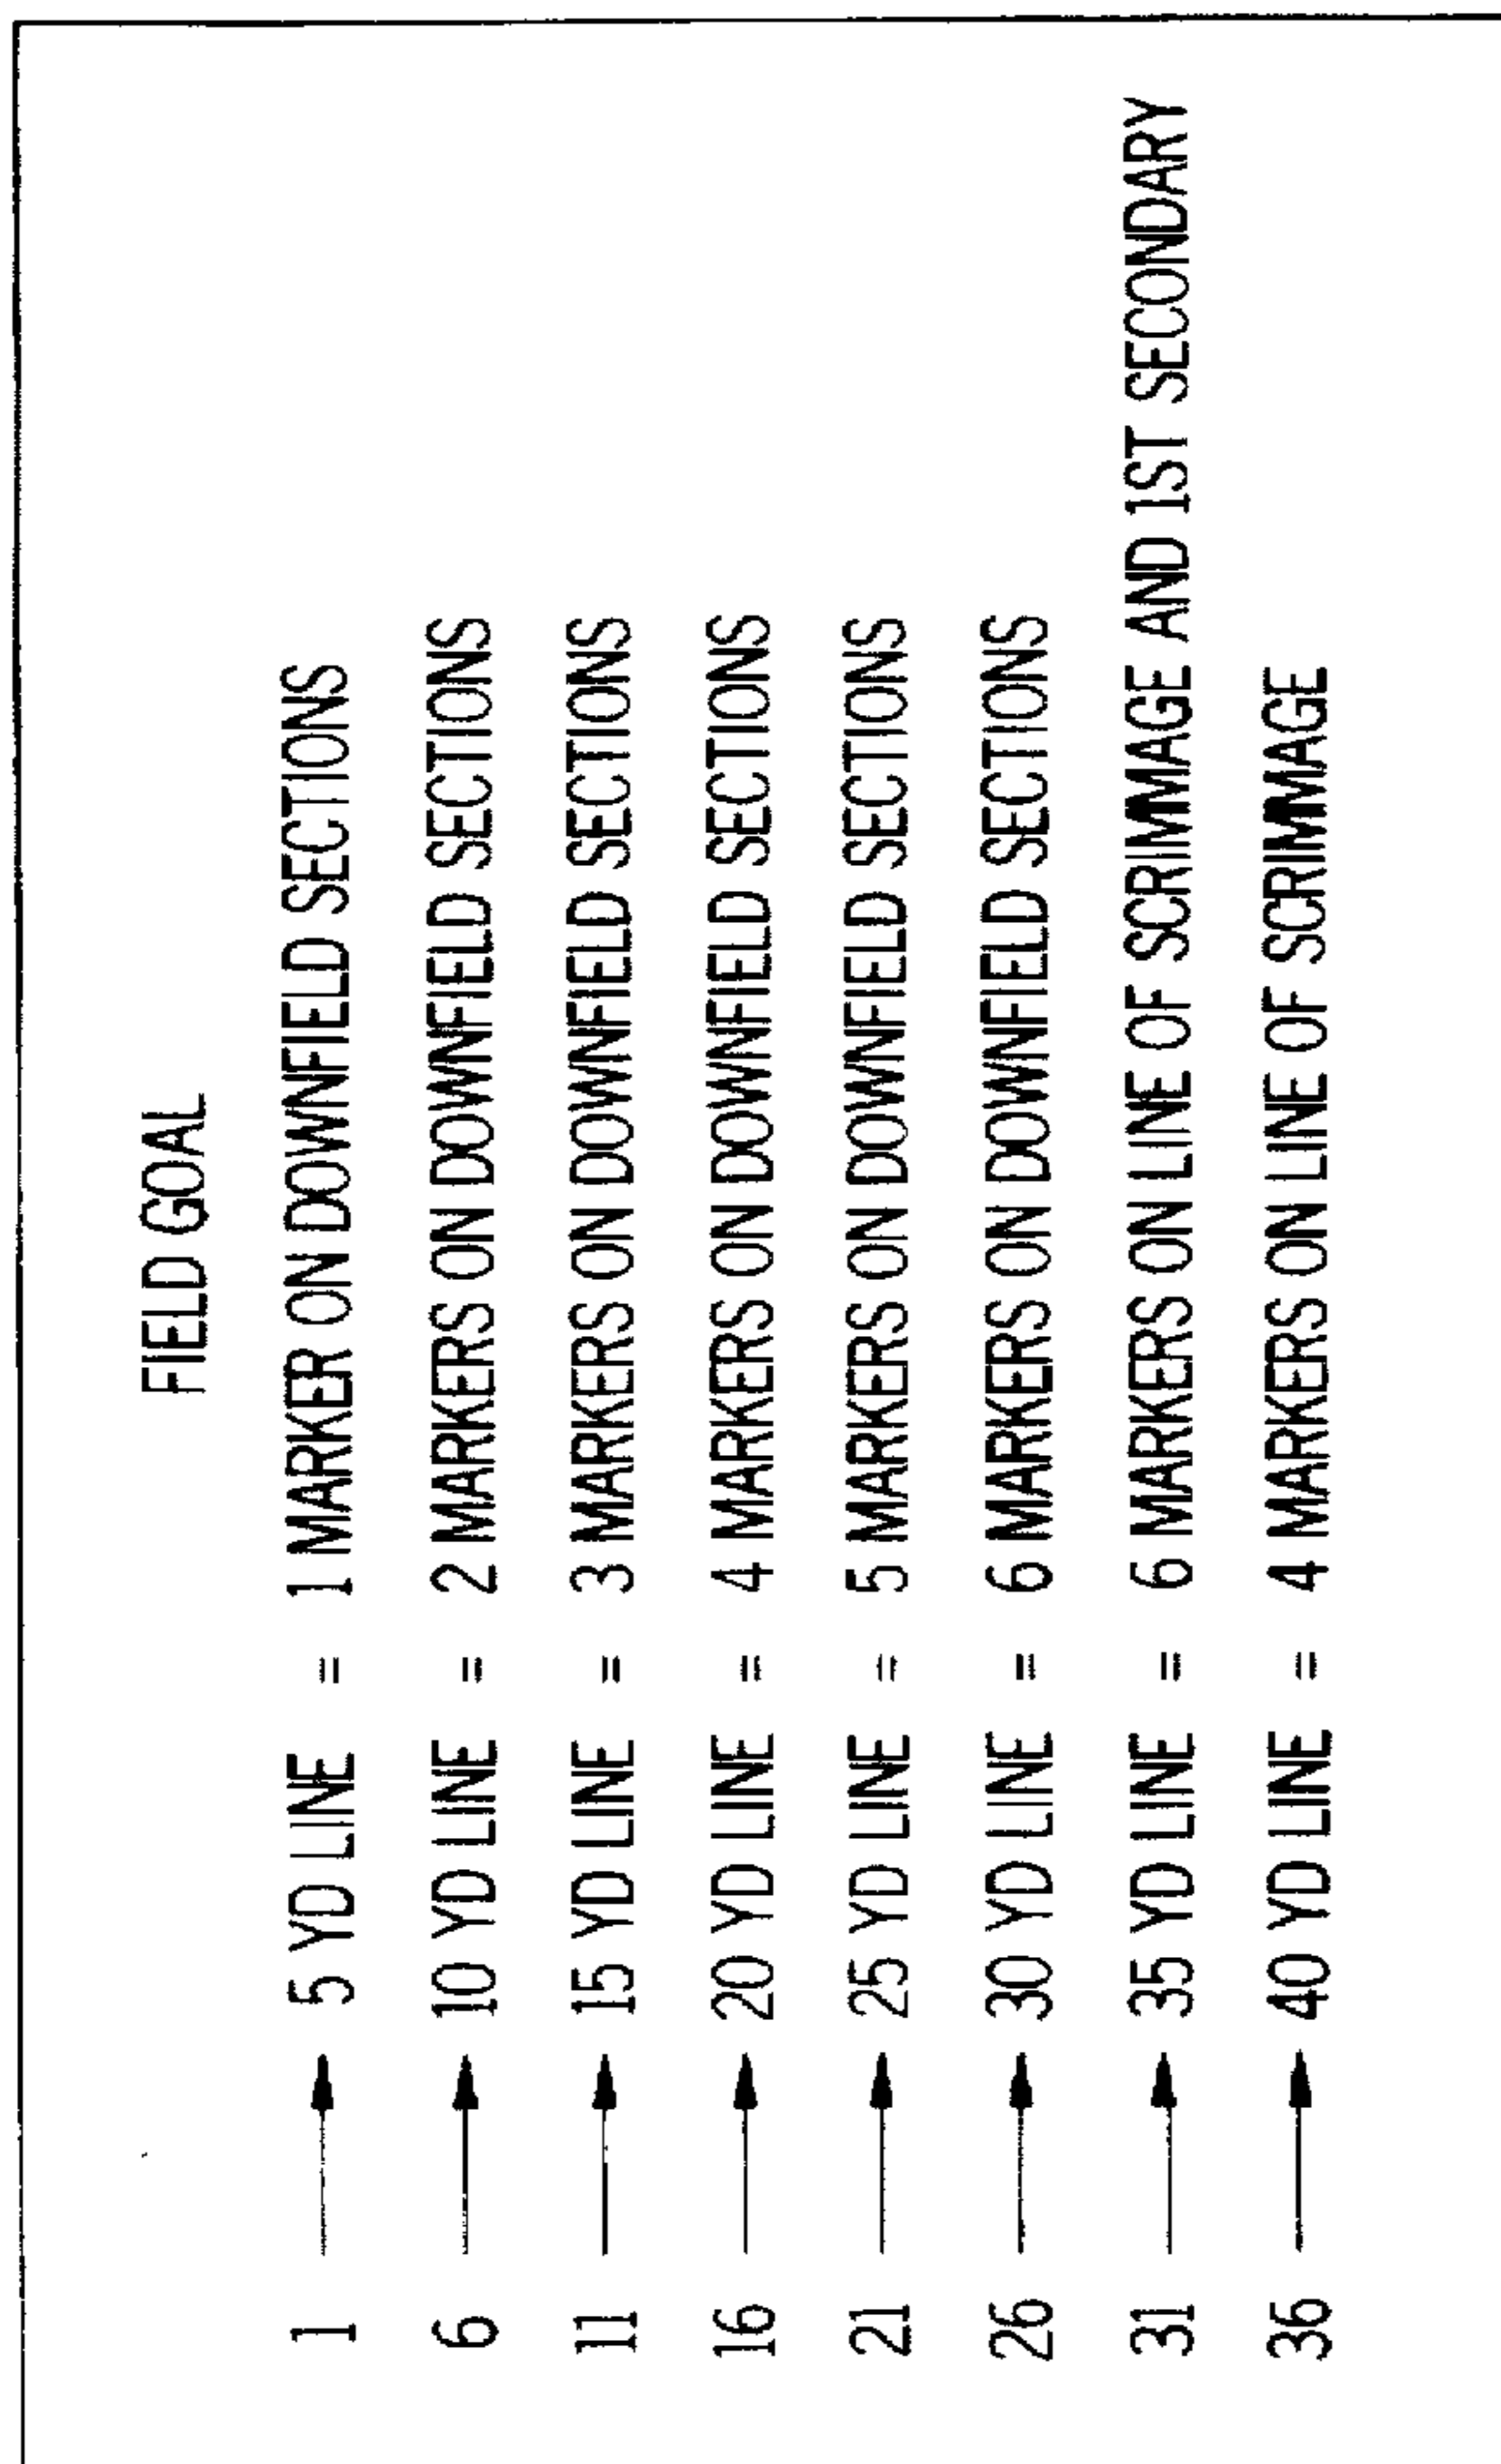 FIELD GOAL
1 → 5 YD LINE = 1 MARKER ON DOWNFIELD SECTIONS
6 → 10 YD LINE = 2 MARKERS ON DOWNFIELD SECTIONS
11 → 15 YD LINE = 3 MARKERS ON DOWNFIELD SECTIONS
16 → 20 YD LINE = 4 MARKERS ON DOWNFIELD SECTIONS
21 → 25 YD LINE = 5 MARKERS ON DOWNFIELD SECTIONS
26 → 30 YD LINE = 6 MARKERS ON DOWNFIELD SECTIONS
31 → 35 YD LINE = 6 MARKERS ON LINE OF SCRIMMAGE AND 1ST SECONDARY
36 → 40 YD LINE = 4 MARKERS ON LINE OF SCRIMMAGE